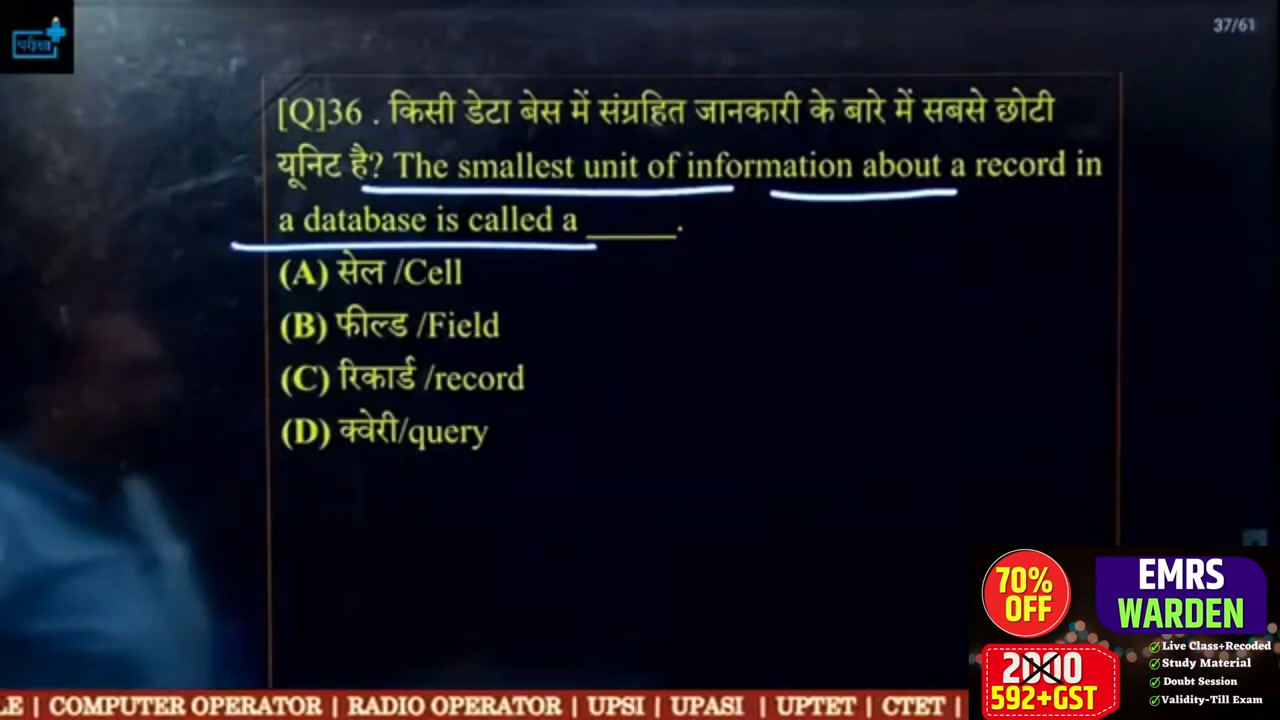 परीक्षा
37/61
[Q]36 . किसी डेटा बेस में संग्रहित जानकारी के बारे में सबसे छोटी
यूनिट है? The smallest unit of information about a record in
a database is called a _____.
(A) सेल /Cell
(B) फील्ड /Field
(C) रिकार्ड /record
(D) क्वेरी/query
70%
OFF
EMRS
WARDEN
2000
592+GST
Live Class+Recoded
Study Material
Doubt Session
Validity-Till Exam
LE | COMPUTER OPERATOR | RADIO OPERATOR | UPSI | UPASI | UPTET | CTET |